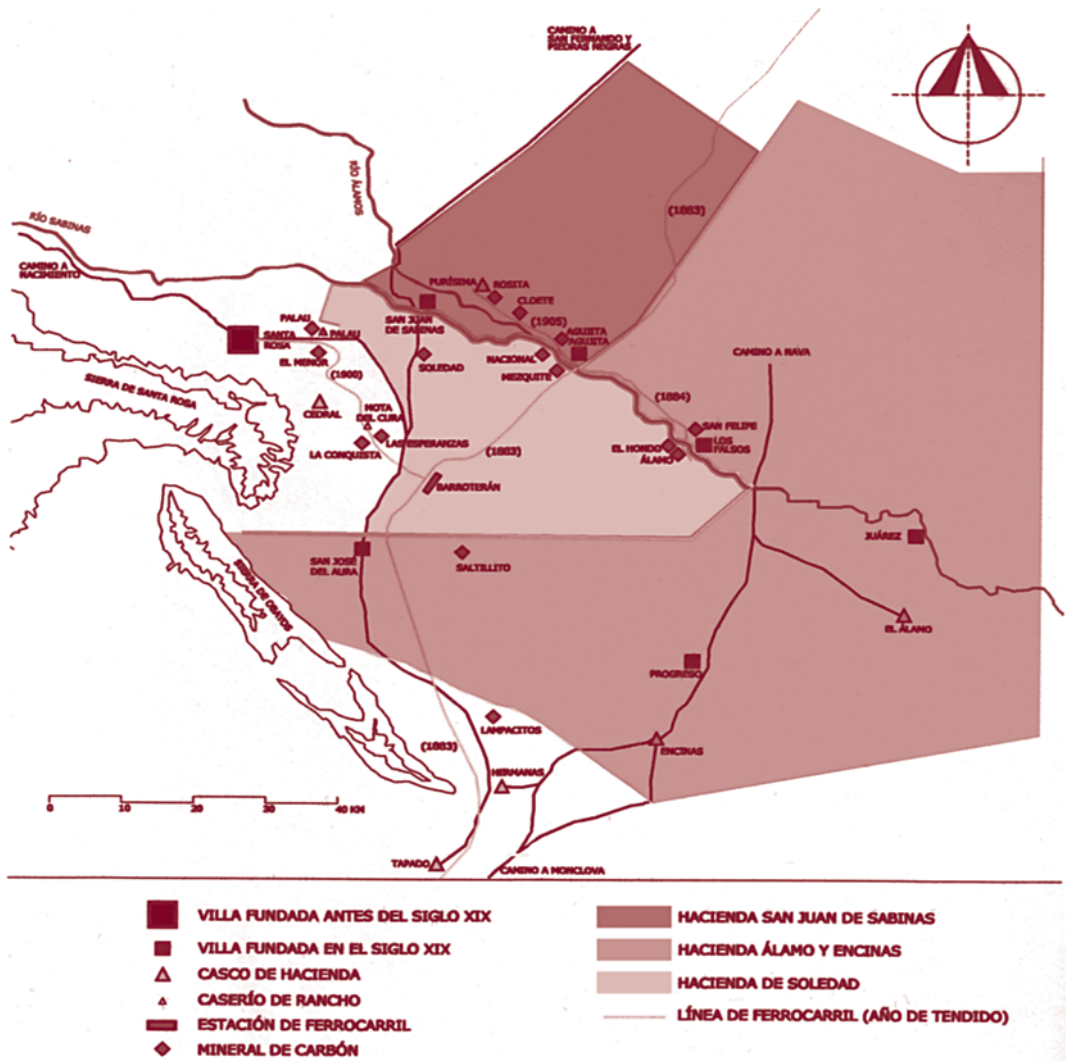 CAMINO A
SAN FERNANDO Y
PIEDRAS NEGRAS
RÍO ÁLAMOS
(1883)
RÍO SABINAS
CAMINO A
NACIMIENTO
PURÍSIMA
ROSITA
CLOETE
(1905)
PALAU
PALAU
SANTA
ROSA
SAN JUAN
DE SABINAS
AGUJITA
AGUJITA
EL MENOR
SOLEDAD
NACIONAL
MEZQUITE
CAMINO A NAVA
(1900)
SIERRA DE SANTA ROSA
CEDRAL
MOTA
DEL CURA
LAS ESPERANZAS
LA CONQUISTA
(1884)
SAN FELIPE
LOS
FALSOS
EL HONDO
ÁLAMO
(1883)
BARROTERÁN
JUÁREZ
SAN JOSÉ
DEL AURA
SALTILLITO
SIERRA DE OBAYOS
EL ÁLAMO
PROGRESO
LAMPACITOS
(1883)
ENCINAS
HERMANAS
0 10 20 30 40 KM
TAPADO
CAMINO A MONCLOVA
VILLA FUNDADA ANTES DEL SIGLO XIX
VILLA FUNDADA EN EL SIGLO XIX
CASCO DE HACIENDA
CASERÍO DE RANCHO
ESTACIÓN DE FERROCARRIL
MINERAL DE CARBÓN
HACIENDA SAN JUAN DE SABINAS
HACIENDA ÁLAMO Y ENCINAS
HACIENDA DE SOLEDAD
LÍNEA DE FERROCARRIL (AÑO DE TENDIDO)